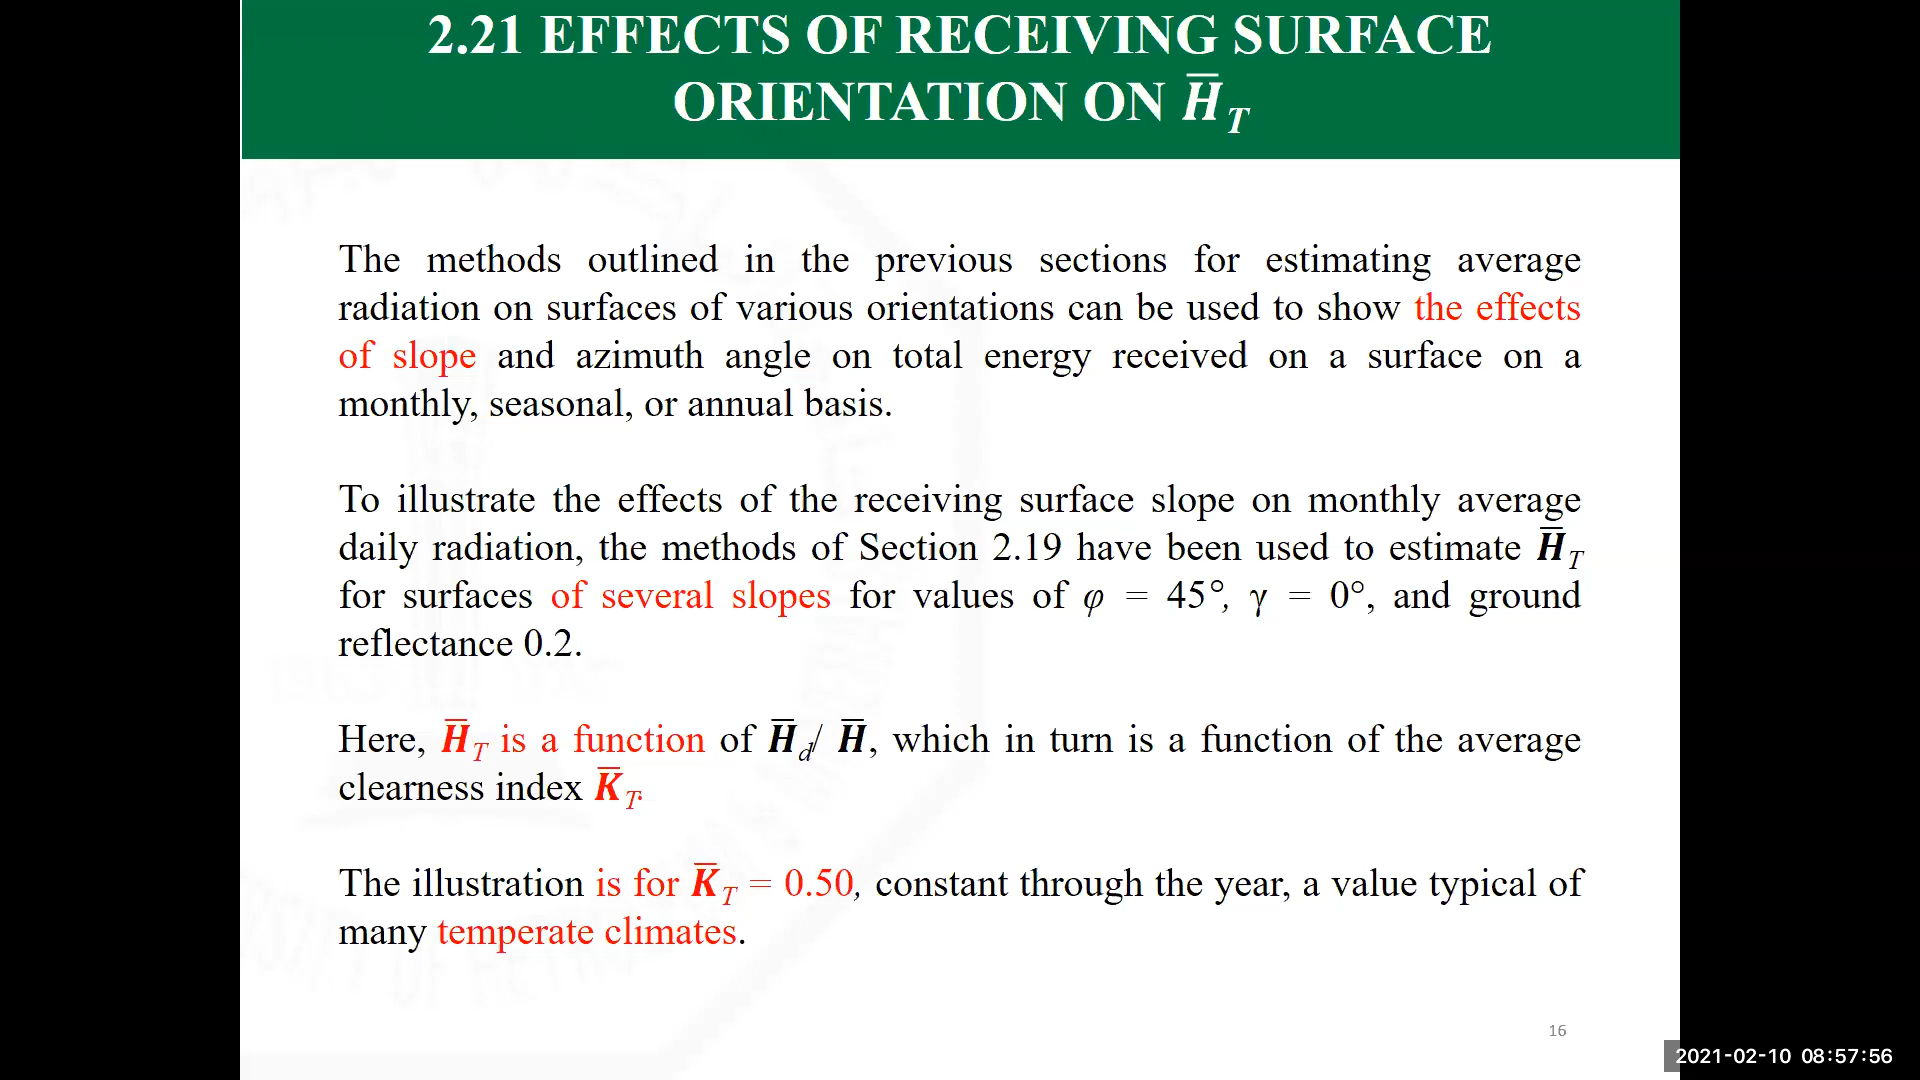 2.21 EFFECTS OF RECEIVING SURFACE
ORIENTATION ON H̅ T
The methods outlined in the previous sections for estimating average
radiation on surfaces of various orientations can be used to show the effects
of slope and azimuth angle on total energy received on a surface on a
monthly, seasonal, or annual basis.
To illustrate the effects of the receiving surface slope on monthly average
daily radiation, the methods of Section 2.19 have been used to estimate H̅ T
for surfaces of several slopes for values of φ = 45°, γ = 0°, and ground
reflectance 0.2.
Here, H̅ T is a function of H̅ d/ H̅, which in turn is a function of the average
clearness index K̅ T.
The illustration is for K̅ T = 0.50, constant through the year, a value typical of
many temperate climates.
16
2021-02-10 08:57:56